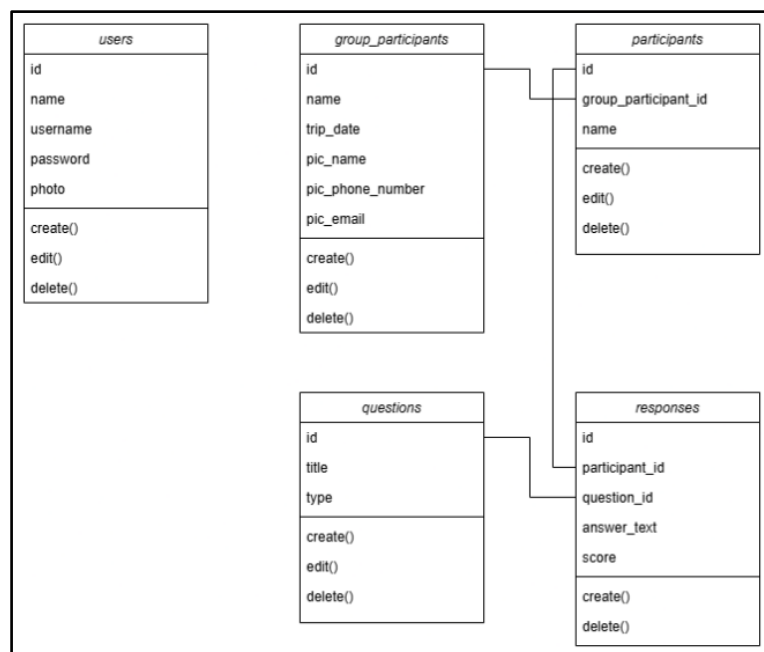 users
id
name
username
password
photo
create()
edit()
delete()
group_participants
id
name
trip_date
pic_name
pic_phone_number
pic_email
create()
edit()
delete()
participants
id
group_participant_id
name
create()
edit()
delete()
questions
id
title
type
create()
edit()
delete()
responses
id
participant_id
question_id
answer_text
score
create()
delete()